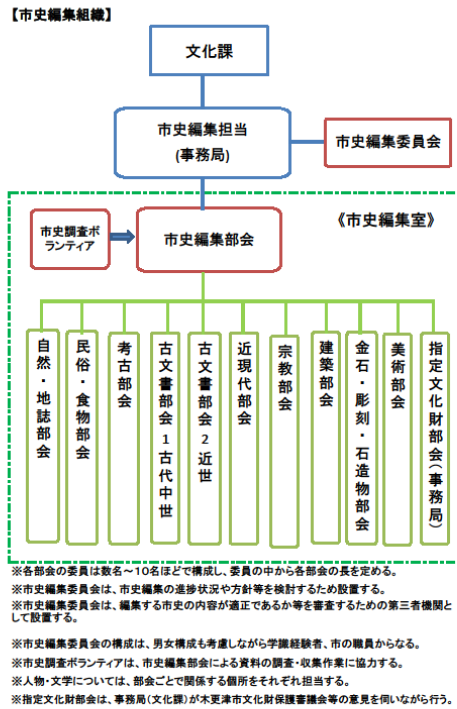 【市史編集組織】
文化課
市史編集担当
(事務局)
市史編集委員会
《市史編集室》
市史調査ボ
ランティア
市史編集部会
自然・地誌部会
民俗・食物部会
考古部会
古文書部会1古代中世
古文書部会2近世
近現代部会
宗教部会
建築部会
金石・彫刻・石造物部会
美術部会
指定文化財部会(事務局)
※各部会の委員は数名～10名ほどで構成し、委員の中から各部会の長を定める。
※市史編集委員会は、市史編集の進捗状況や方針等を検討するため設置する。
※市史編集委員会は、編集する市史の内容が適正であるか等を審査するための第三者機関と
して設置する。
※市史編集委員会の構成は、男女構成も考慮しながら学識経験者、市の職員からなる。
※市史調査ボランティアは、市史編集部会による資料の調査・収集作業に協力する。
※人物・文学については、部会ごとで関係する個所をそれぞれ担当する。
※指定文化財部会は、事務局(文化課)が木更津市文化財保護審議会等の意見を伺いながら行う。